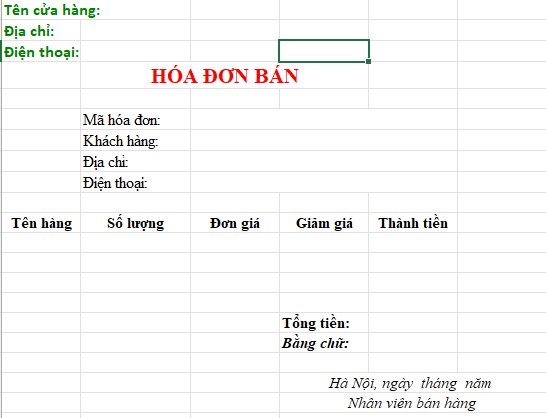 Tên cửa hàng:
Địa chỉ:
Điện thoại:
HÓA ĐƠN BÁN
Mã hóa đơn:
Khách hàng:
Địa chỉ:
Điện thoại:
Tên hàng Số lượng Đơn giá Giảm giá Thành tiền
Tổng tiền:
Bằng chữ:
Hà Nội, ngày tháng năm
Nhân viên bán hàng